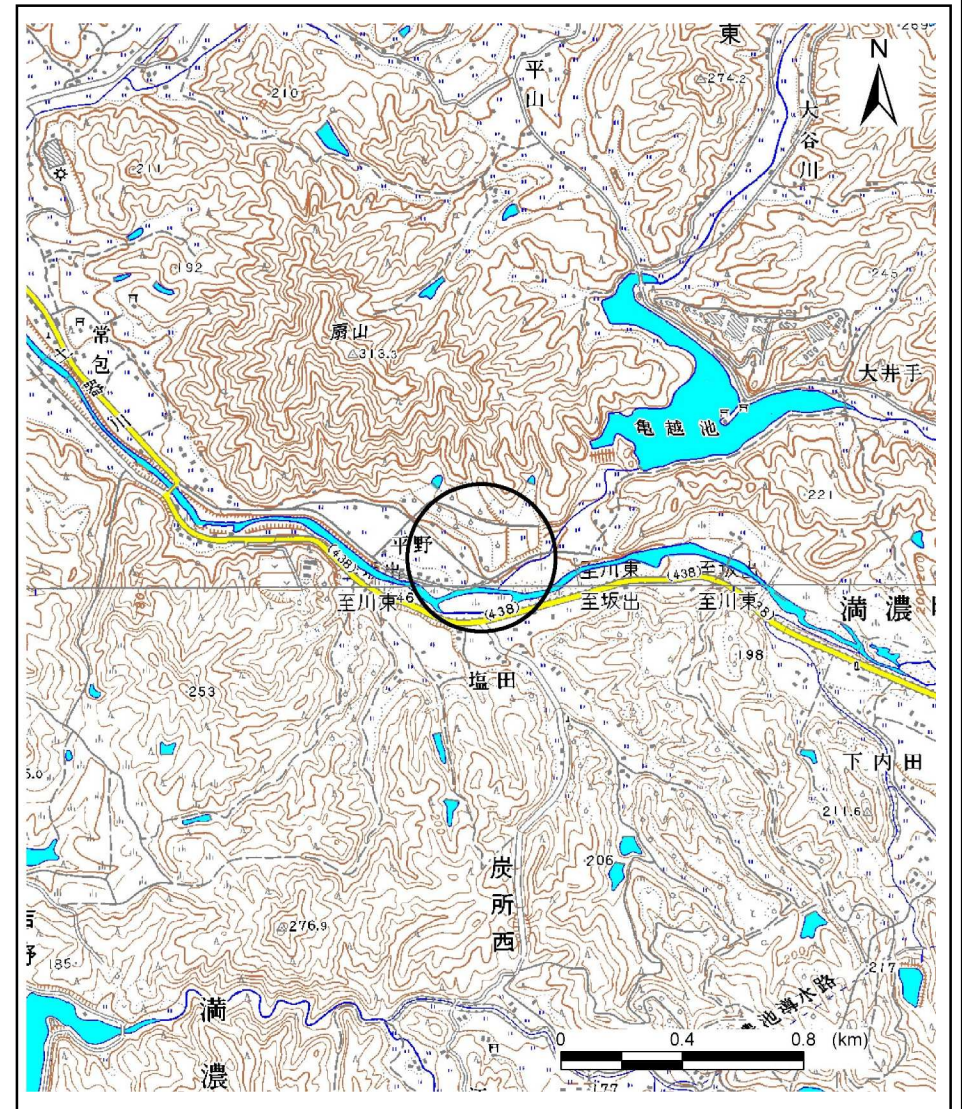 東
269
N
△274.2
平山
210
大谷川
211
192
245
扇山
△313.3
常包
土器川
大井手
亀越池
221
平野
(438)
至川東
(438)
至川東
(438)
至坂出
至川東
満濃
198
塩田
253
下内田
211.6△
206
炭所西
△276.9
185
217
野
満濃
池導水路
0 0.4 0.8 (km)
177